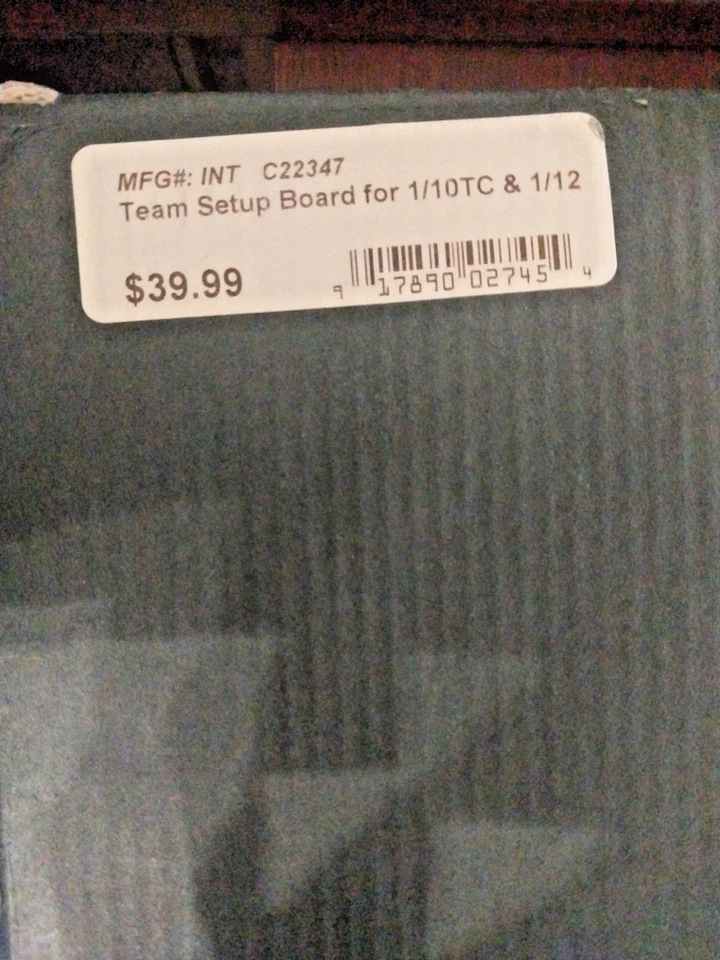 MFG#: INT C22347
Team Setup Board for 1/10TC & 1/12
$39.99
9 17890 02745 4